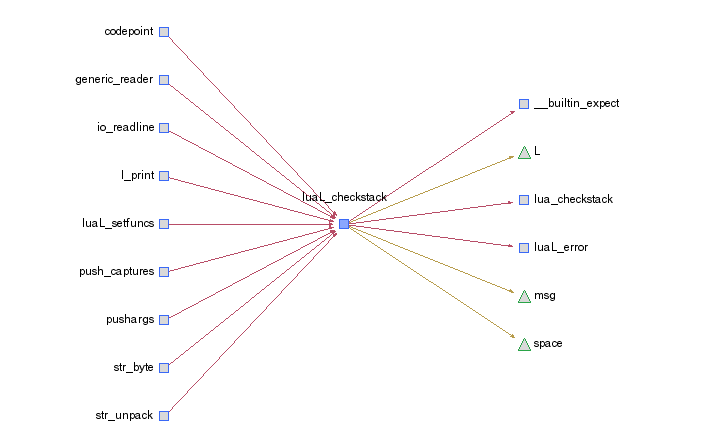 codepoint
generic_reader
io_readline
l_print
luaL_setfuncs
push_captures
pushargs
str_byte
str_unpack
luaL_checkstack
__builtin_expect
L
lua_checkstack
luaL_error
msg
space